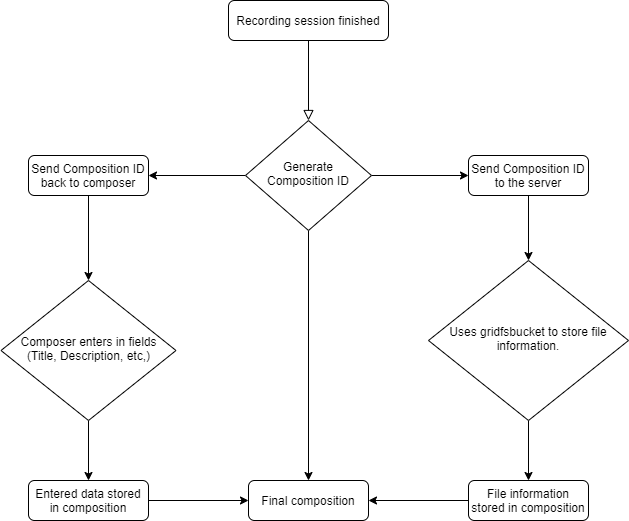 Recording session finished
Generate
Composition ID
Send Composition ID
back to composer
Send Composition ID
to the server
Composer enters in fields
(Title, Description, etc,)
Uses gridfsbucket to store file
information.
Entered data stored
in composition
Final composition
File information
stored in composition